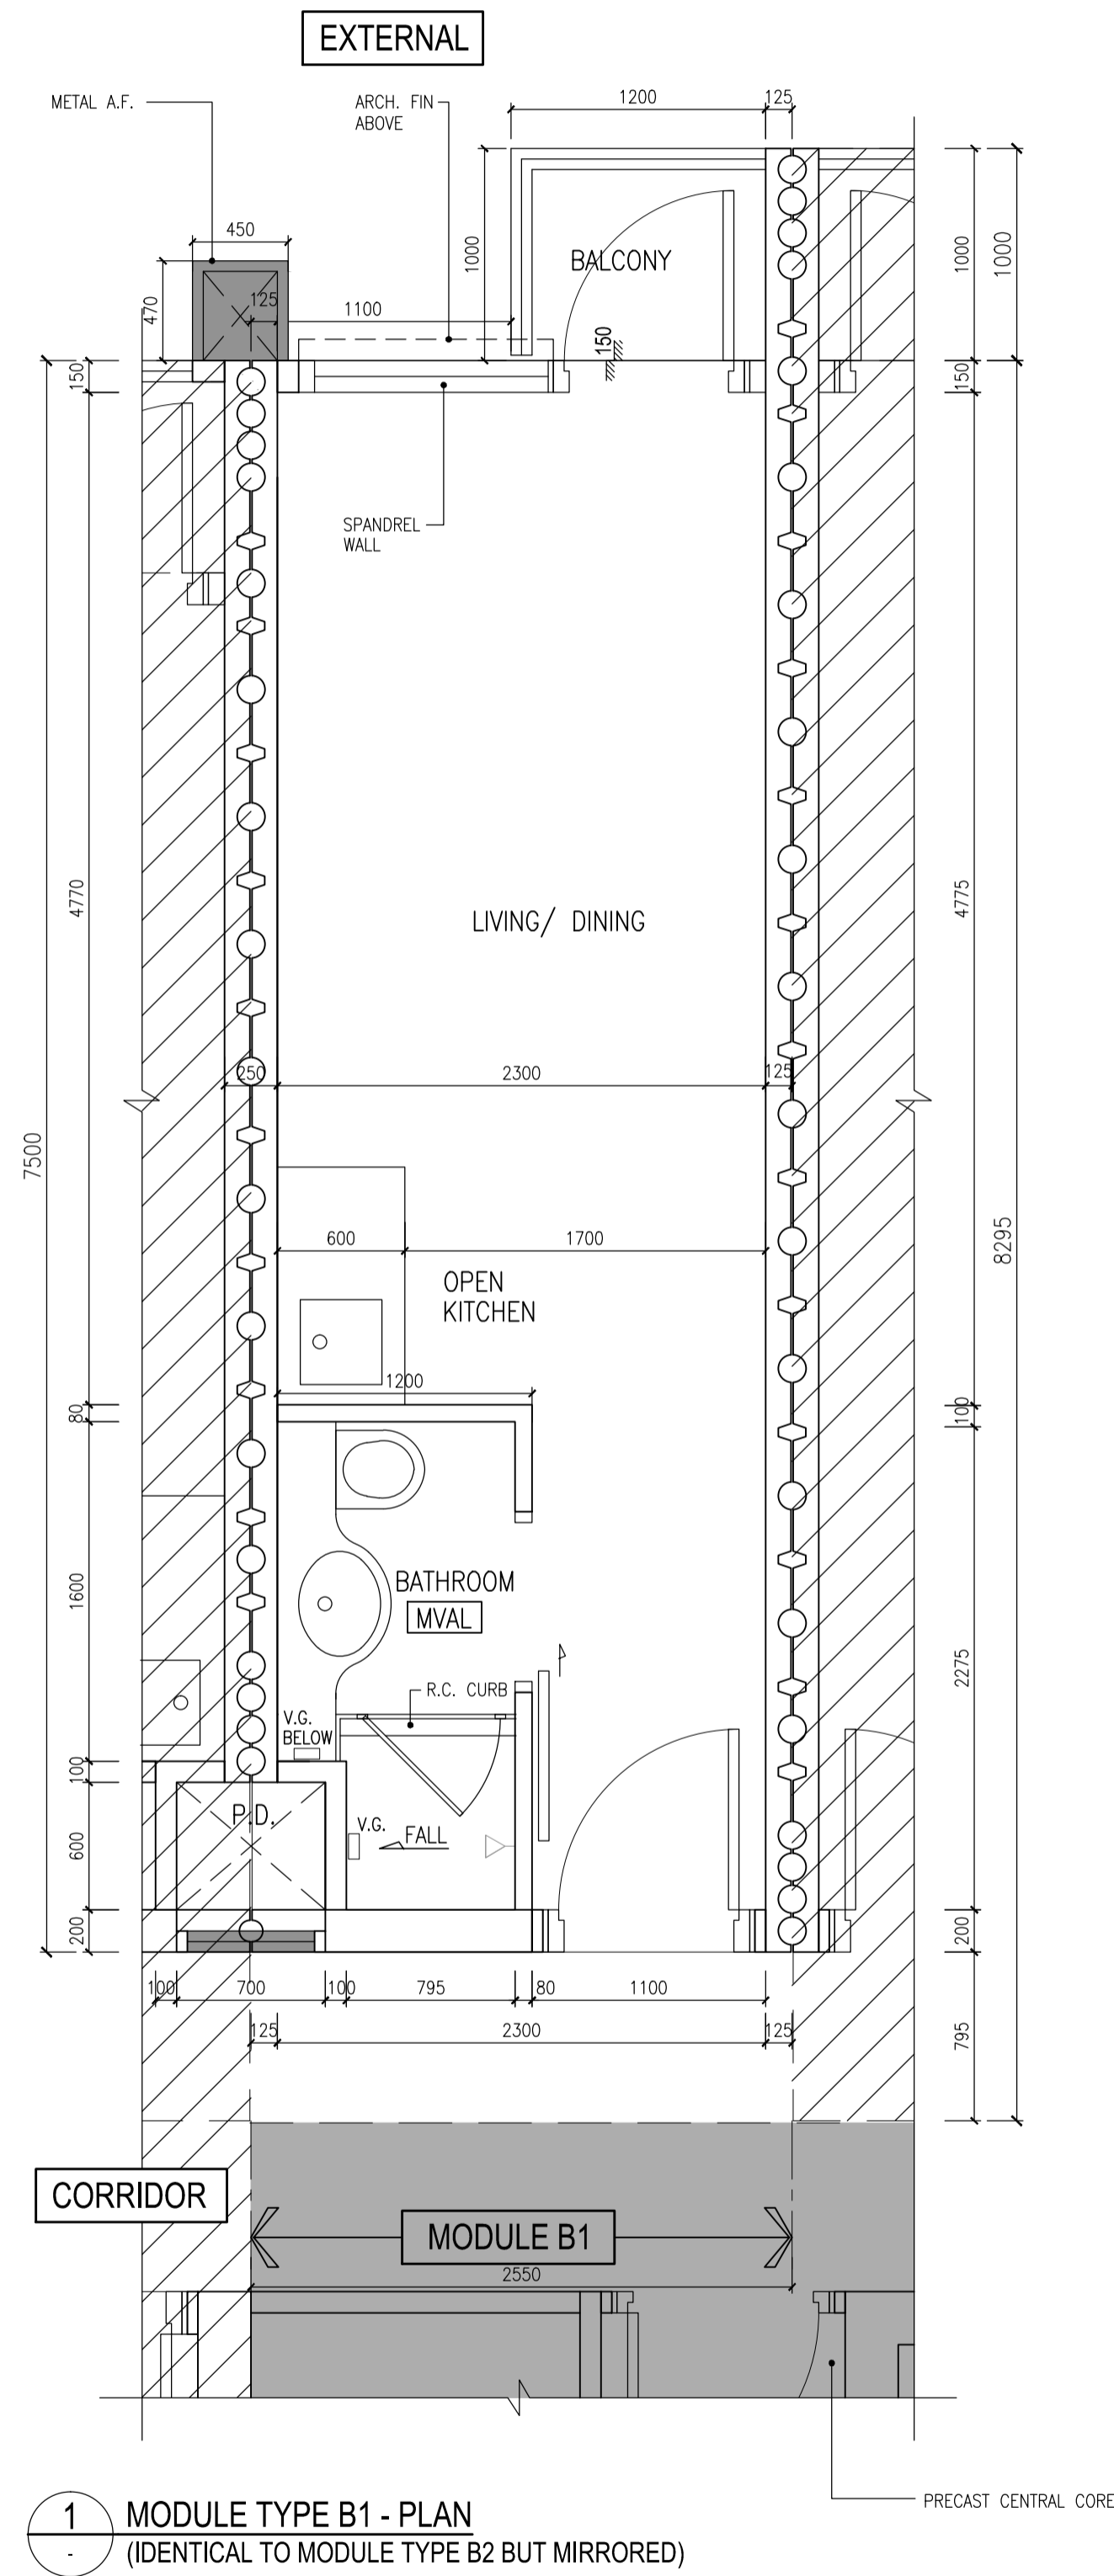 EXTERNAL
METAL A.F.
ARCH. FIN
ABOVE
1200
125
450
470
1000
BALCONY
1000
1000
125
1100
150
150
150
SPANDREL
WALL
4770
LIVING/ DINING
4775
250
2300
125
7500
600
1700
8295
OPEN
KITCHEN
1200
80
100
1600
BATHROOM
MVAL
2275
R.C. CURB
V.G.
BELOW
100
P.D.
V.G.
FALL
600
200
200
100
700
100
795
80
1100
125
2300
125
795
CORRIDOR
MODULE B1
2550
PRECAST CENTRAL CORE
1
-
MODULE TYPE B1 - PLAN
(IDENTICAL TO MODULE TYPE B2 BUT MIRRORED)